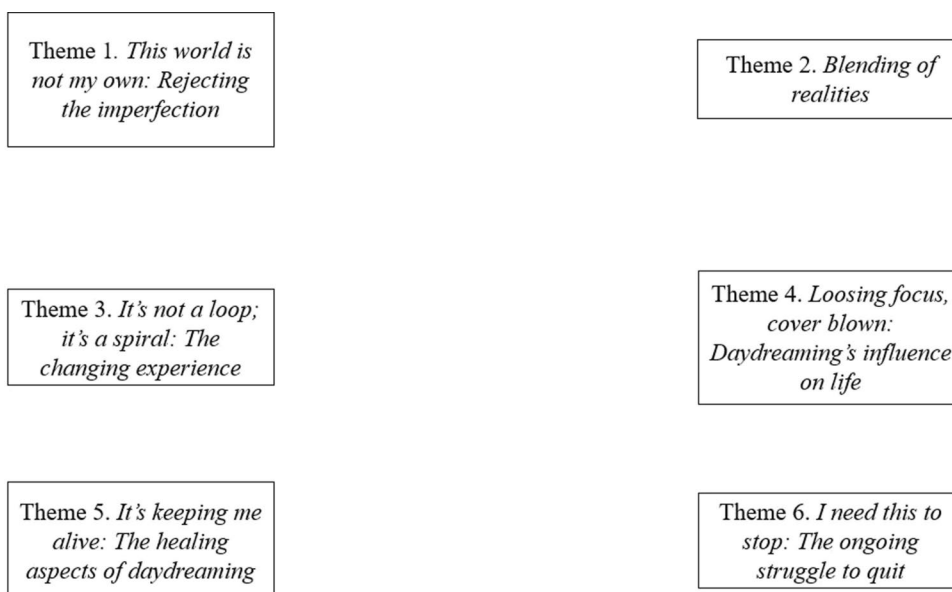 Theme 1. This world is
not my own: Rejecting
the imperfection
Theme 2. Blending of
realities
Theme 3. It’s not a loop;
it’s a spiral: The
changing experience
Theme 4. Loosing focus,
cover blown:
Daydreaming’s influence
on life
Theme 5. It’s keeping me
alive: The healing
aspects of daydreaming
Theme 6. I need this to
stop: The ongoing
struggle to quit